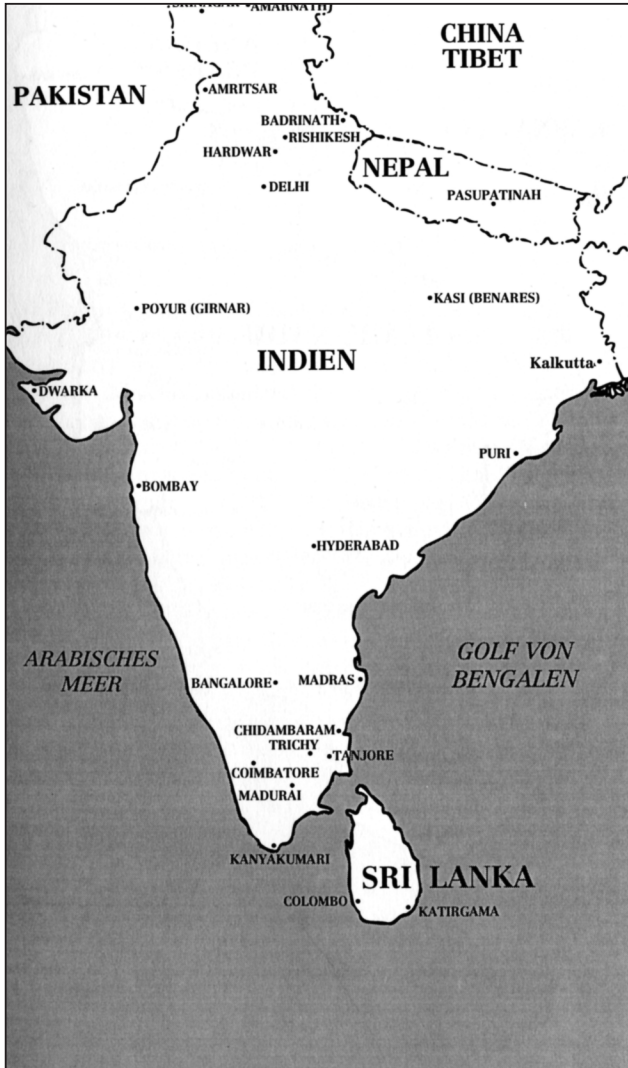 SRINAGAR
AMARNATH
CHINA
TIBET
PAKISTAN
AMRITSAR
BADRINATH
RISHIKESH
HARDWAR
NEPAL
DELHI
PASUPATINAH
POYUR (GIRNAR)
KASI (BENARES)
INDIEN
Kalkutta
DWARKA
PURI
BOMBAY
HYDERABAD
ARABISCHES
MEER
GOLF VON
BENGALEN
BANGALORE
MADRAS
CHIDAMBARAM
TRICHY
TANJORE
COIMBATORE
MADURAI
KANYAKUMARI
SRI LANKA
COLOMBO
KATIRGAMA